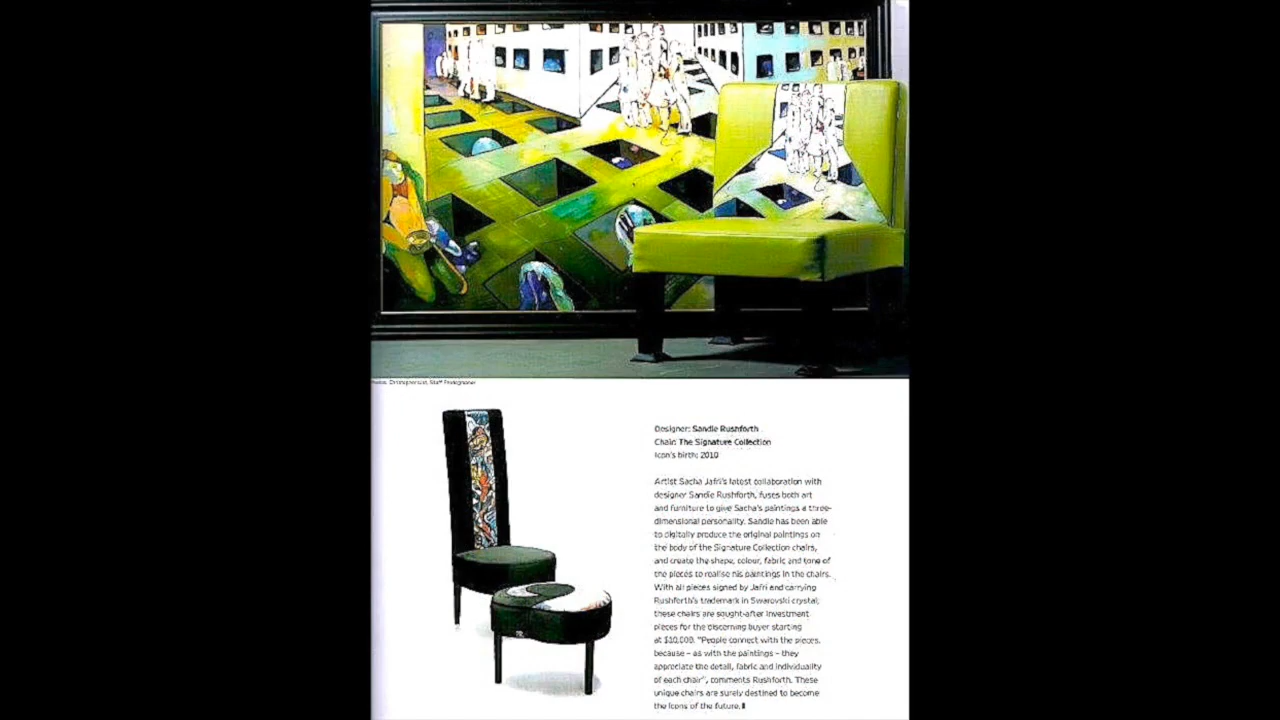 Designer: Sandie Rushforth
Chair: The Signature Collection
Icon's birth: 2010
Artist Sacha Jafri's latest collaboration with
designer Sandie Rushforth, fuses both art
and furniture to give Sacha's paintings a three-
dimensional personality. Sandie has been able
to digitally produce the original paintings on
the body of the Signature Collection chairs,
and create the shape, colour, fabric and tone of
the pieces to realise his paintings in the chairs.
With all pieces signed by Jafri and carrying
Rushforth's trademark in Swarovski crystal,
these chairs are sought-after investment
pieces for the discerning buyer starting
at $10,000. "People connect with the pieces,
because – as with the paintings – they
appreciate the detail, fabric and individuality
of each chair", comments Rushforth. These
unique chairs are surely destined to become
the icons of the future.